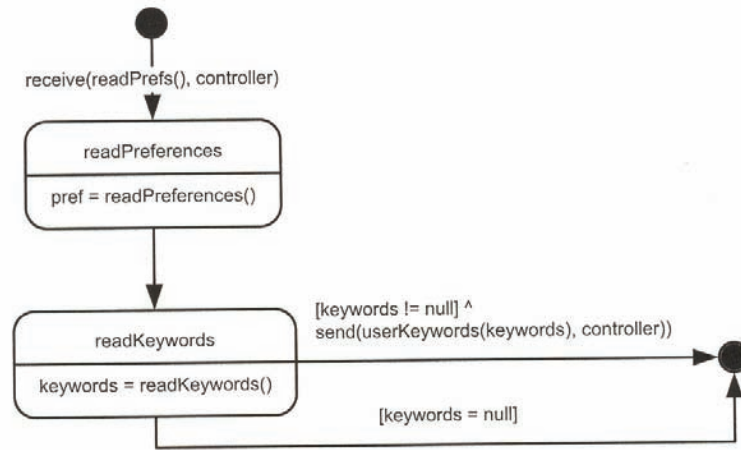 receive(readPrefs(), controller)
readPreferences
pref = readPreferences()
[keywords != null] ^
send(userKeywords(keywords), controller))
readKeywords
keywords = readKeywords()
[keywords = null]